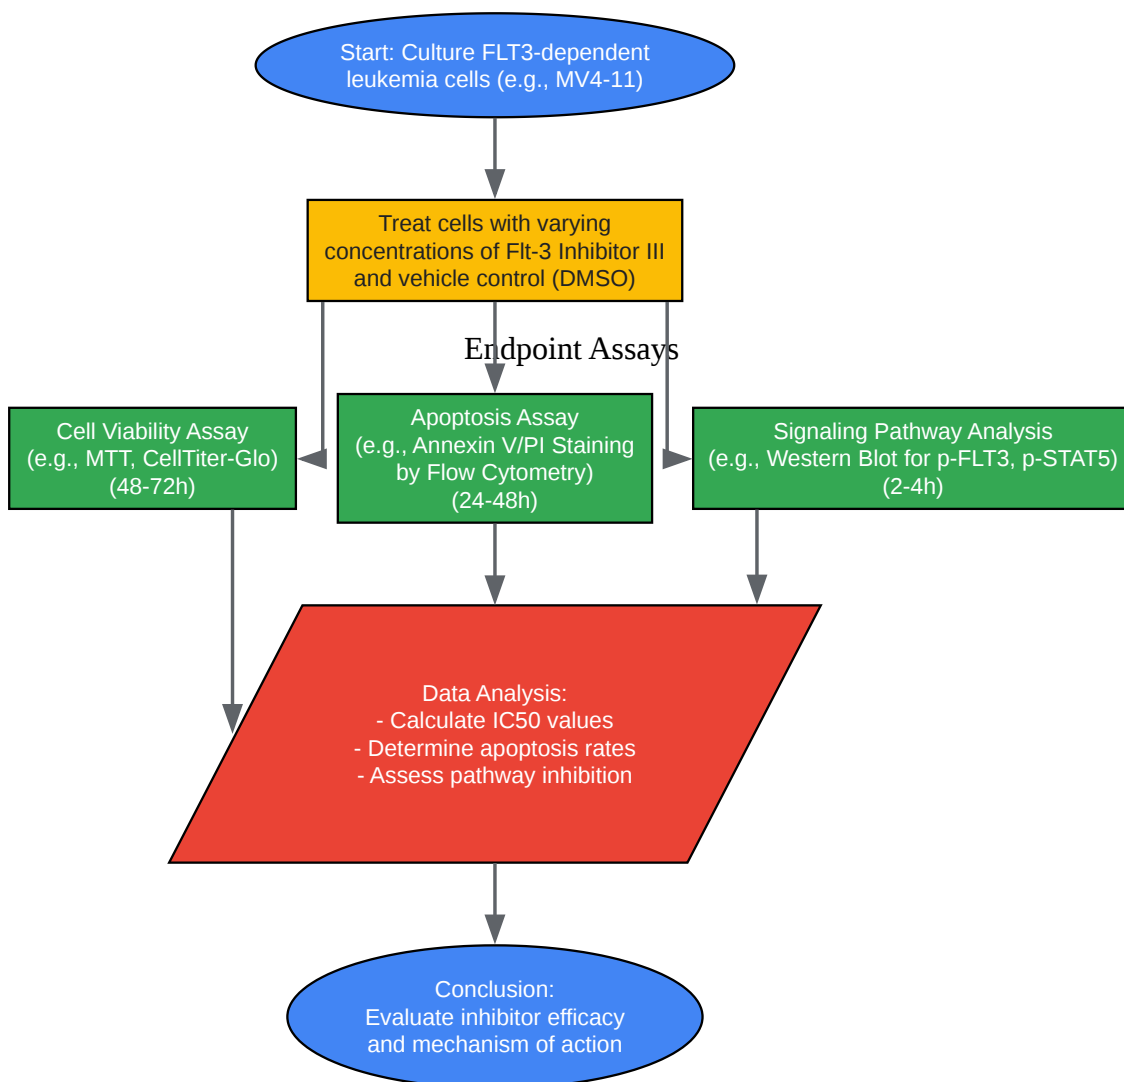 Start: Culture FLT3-dependent
leukemia cells (e.g., MV4-11)
Treat cells with varying
concentrations of Flt-3 Inhibitor III
and vehicle control (DMSO)
Endpoint Assays
Cell Viability Assay
(e.g., MTT, CellTiter-Glo)
(48-72h)
Apoptosis Assay
(e.g., Annexin V/PI Staining
by Flow Cytometry)
(24-48h)
Signaling Pathway Analysis
(e.g., Western Blot for p-FLT3, p-STAT5)
(2-4h)
Data Analysis:
- Calculate IC50 values
- Determine apoptosis rates
- Assess pathway inhibition
Conclusion:
Evaluate inhibitor efficacy
and mechanism of action